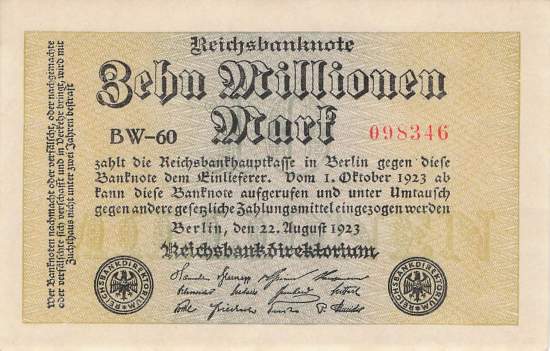 Reichsbanknote
Zehn Millionen
Mark
BW-60
098346
zahlt die Reichsbankhauptkasse in Berlin gegen diese
Banknote dem Einlieferer. Vom 1. Oktober 1923 ab
kann diese Banknote aufgerufen und unter Umtausch
gegen andere gesetzliche Zahlungsmittel eingezogen werden
Berlin, den 22. August 1923
Reichsbankdirektorium
REICHSBANKDIREKTORIUM
REICHSBANKDIREKTORIUM
Wer Banknoten nachmacht oder verfälscht, oder nachgemachte
oder verfälschte sich verschafft und in Verkehr bringt, wird mit
Zuchthaus nicht unter zwei Jahren bestraft